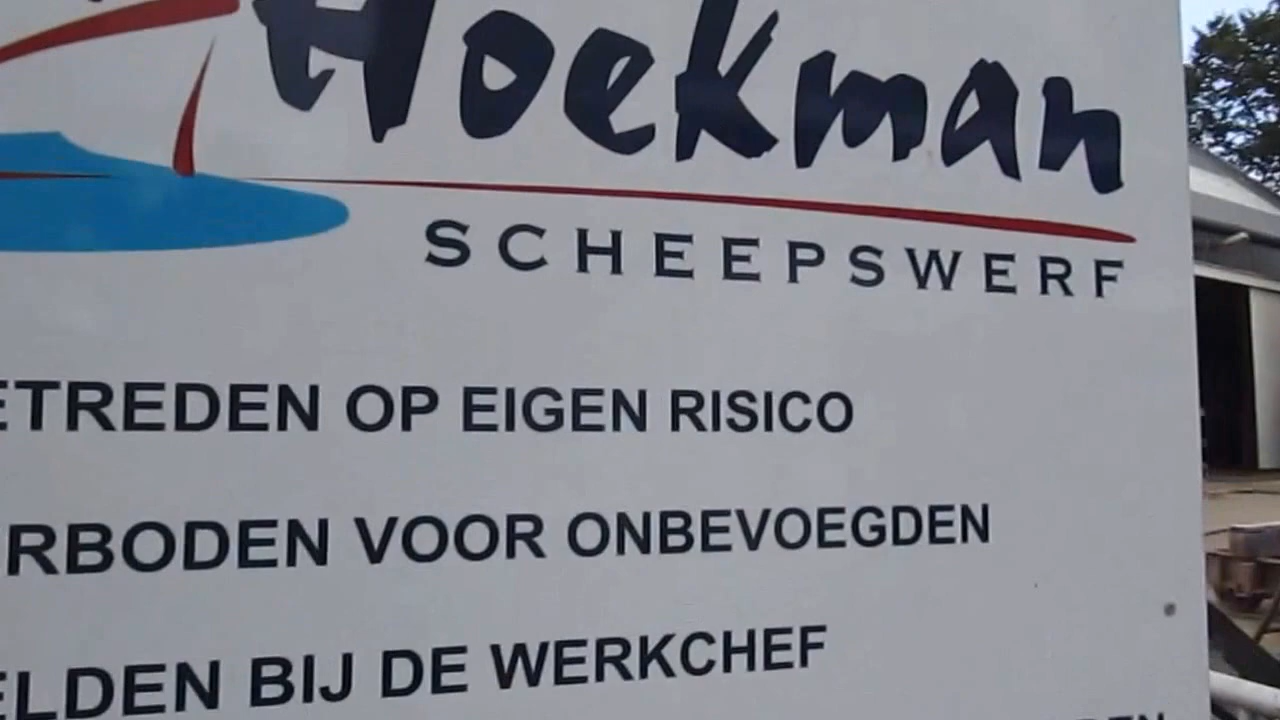 Hoekman
SCHEEPSWERF
ETREDEN OP EIGEN RISICO
RBODEN VOOR ONBEVOEGDEN
ELDEN BIJ DE WERKCHEF